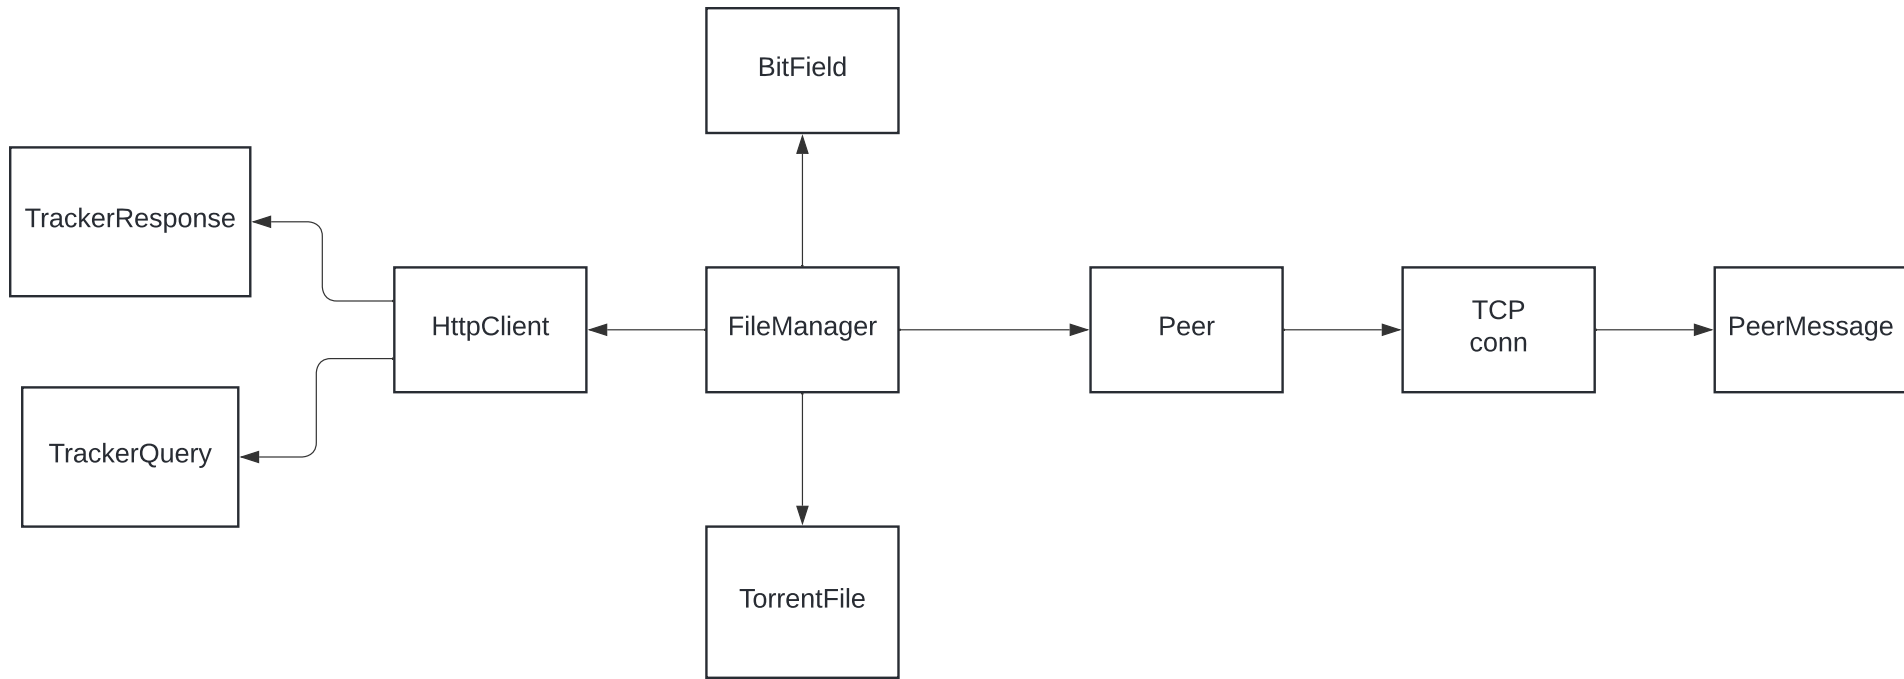 BitField
TrackerResponse
HttpClient
FileManager
Peer
TCP
conn
PeerMessage
TrackerQuery
TorrentFile